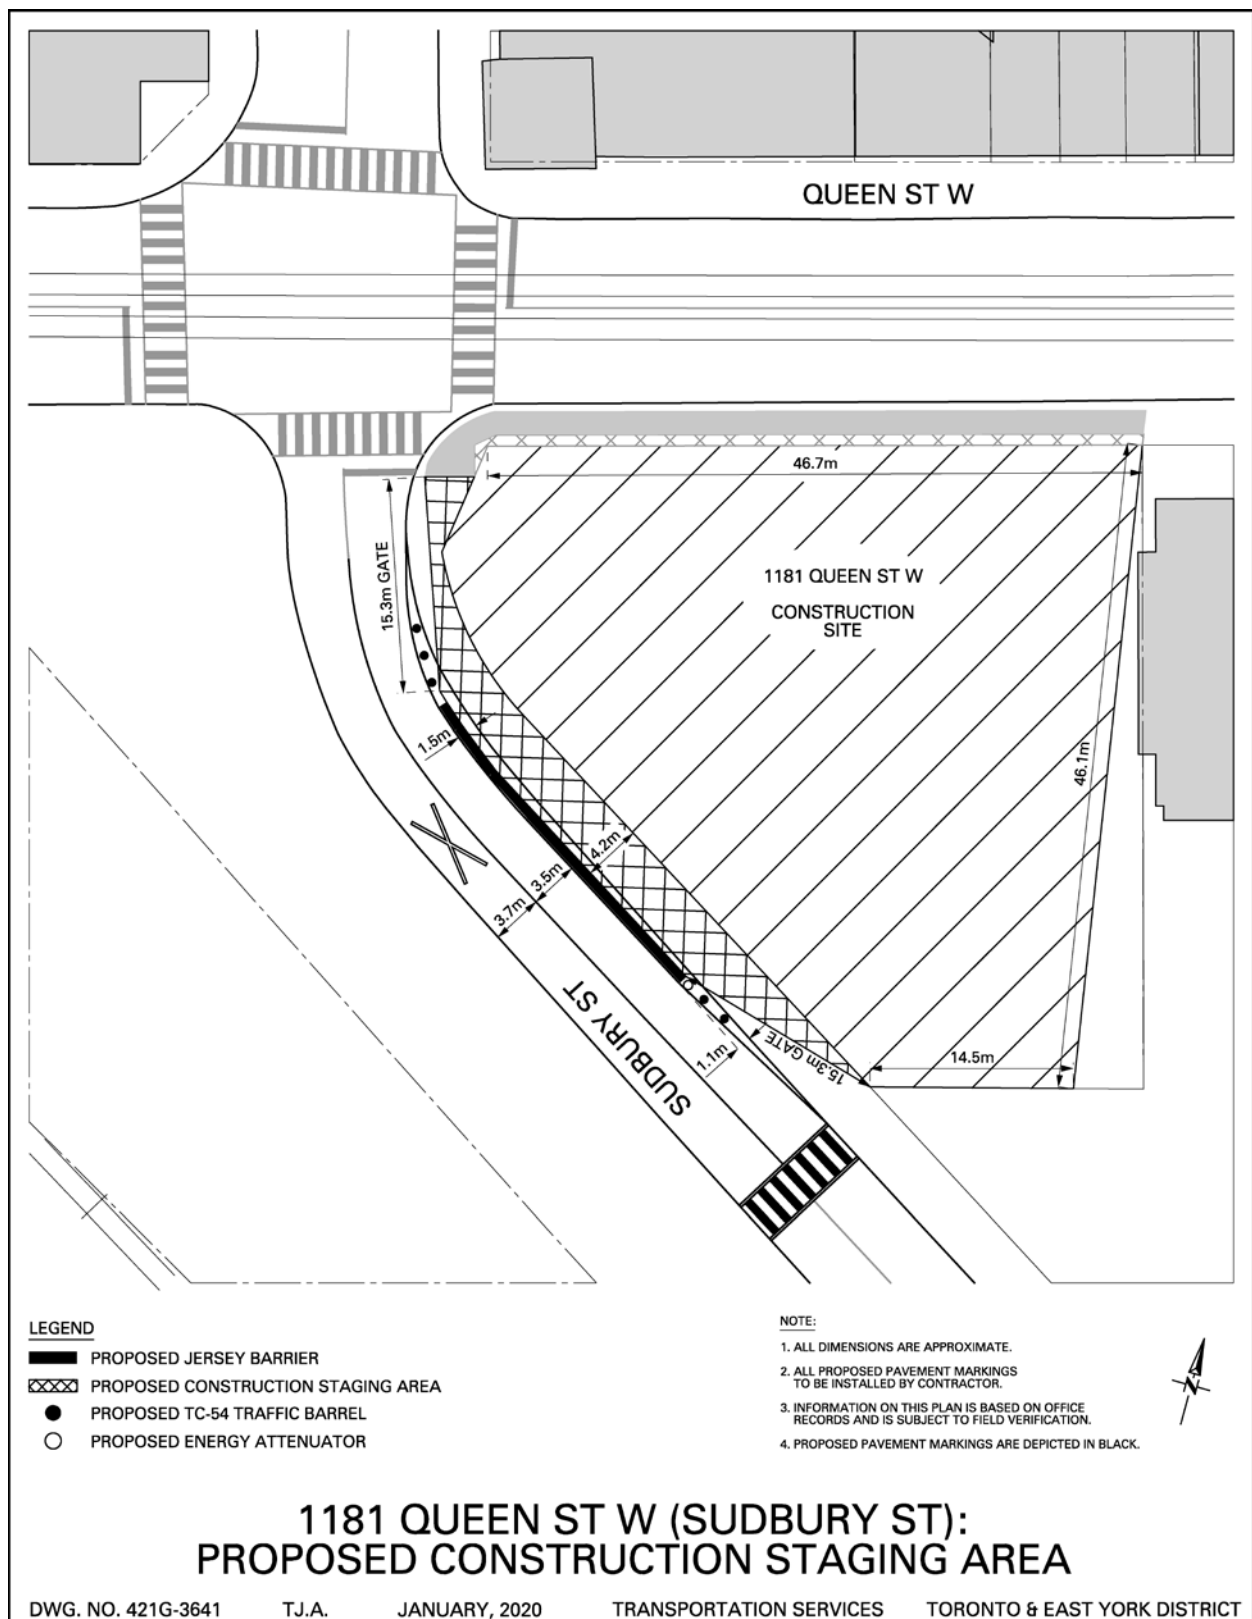 QUEEN ST W
46.7m
15.3m GATE
1181 QUEEN ST W
CONSTRUCTION
SITE
1.5m
46.1m
4.2m
3.5m
3.7m
SUDBURY ST
15.3m GATE
1.1m
14.5m
LEGEND
PROPOSED JERSEY BARRIER
PROPOSED CONSTRUCTION STAGING AREA
PROPOSED TC-54 TRAFFIC BARREL
PROPOSED ENERGY ATTENUATOR
NOTE:
1. ALL DIMENSIONS ARE APPROXIMATE.
2. ALL PROPOSED PAVEMENT MARKINGS
TO BE INSTALLED BY CONTRACTOR.
3. INFORMATION ON THIS PLAN IS BASED ON OFFICE
RECORDS AND IS SUBJECT TO FIELD VERIFICATION.
4. PROPOSED PAVEMENT MARKINGS ARE DEPICTED IN BLACK.
N
1181 QUEEN ST W (SUDBURY ST):
PROPOSED CONSTRUCTION STAGING AREA
DWG. NO. 421G-3641 T.J.A. JANUARY, 2020 TRANSPORTATION SERVICES TORONTO & EAST YORK DISTRICT